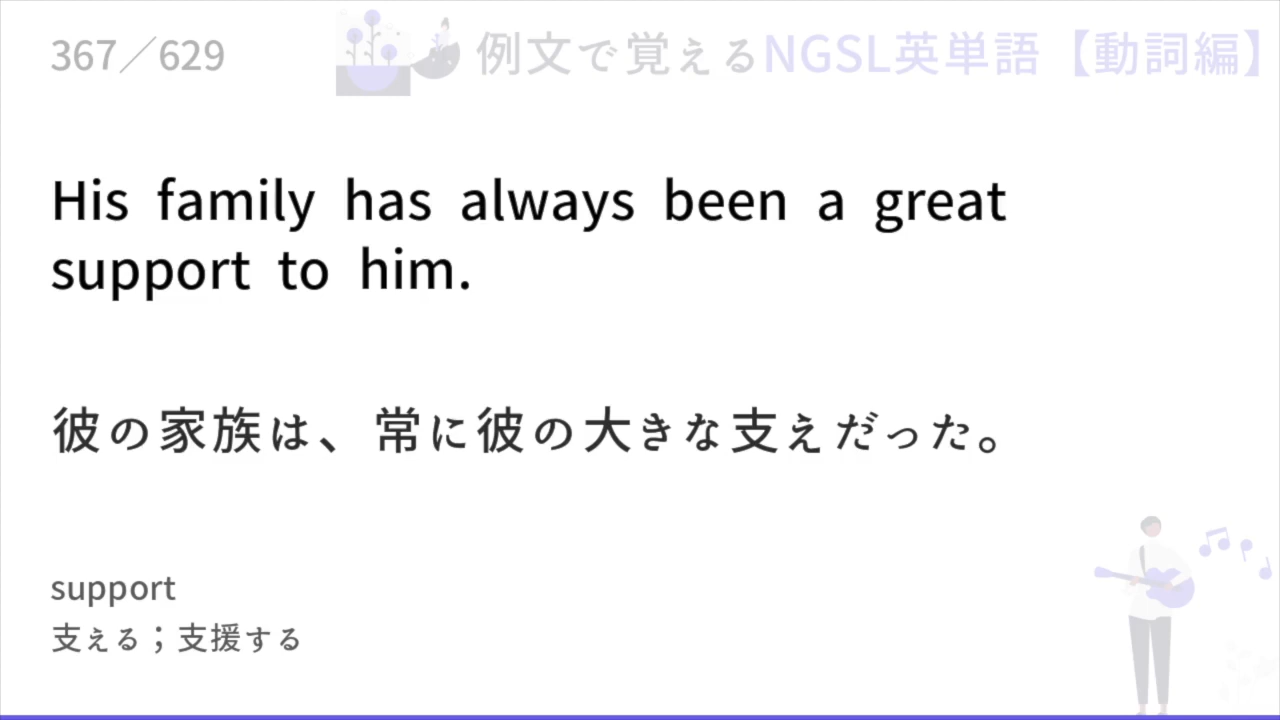 367／629
例文で覚えるNGSL英単語【動詞編】
His family has always been a great
support to him.
彼の家族は、常に彼の大きな支えだった。
support
支える；支援する